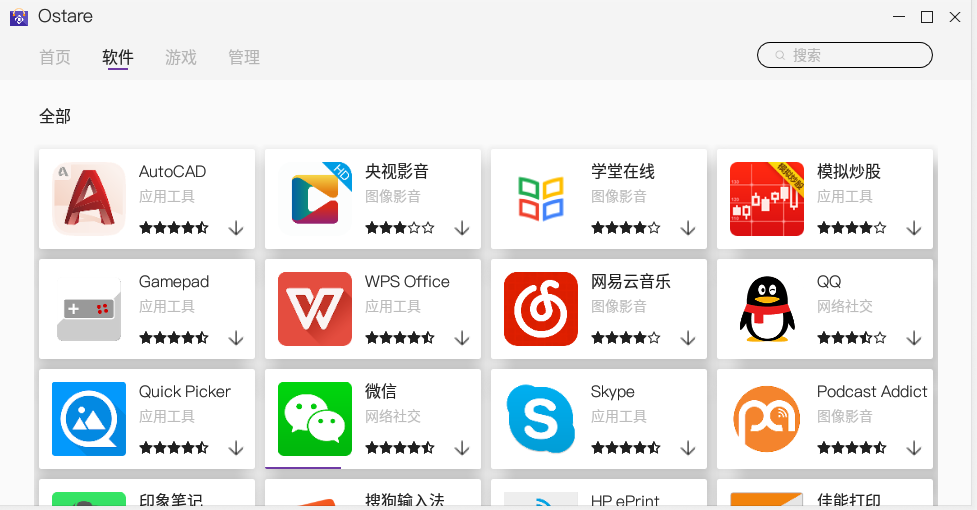 Ostare
首页 软件 游戏 管理 搜索
全部
AutoCAD
应用工具
HD
央视影音
图像影音
学堂在线
图像影音
模拟炒股
模拟炒股
应用工具
Gamepad
应用工具
WPS Office
应用工具
网易云音乐
图像影音
QQ
网络社交
Quick Picker
应用工具
微信
网络社交
Skype
应用工具
Podcast Addict
图像影音
印象笔记
搜狗输入法
HP ePrint
佳能打印